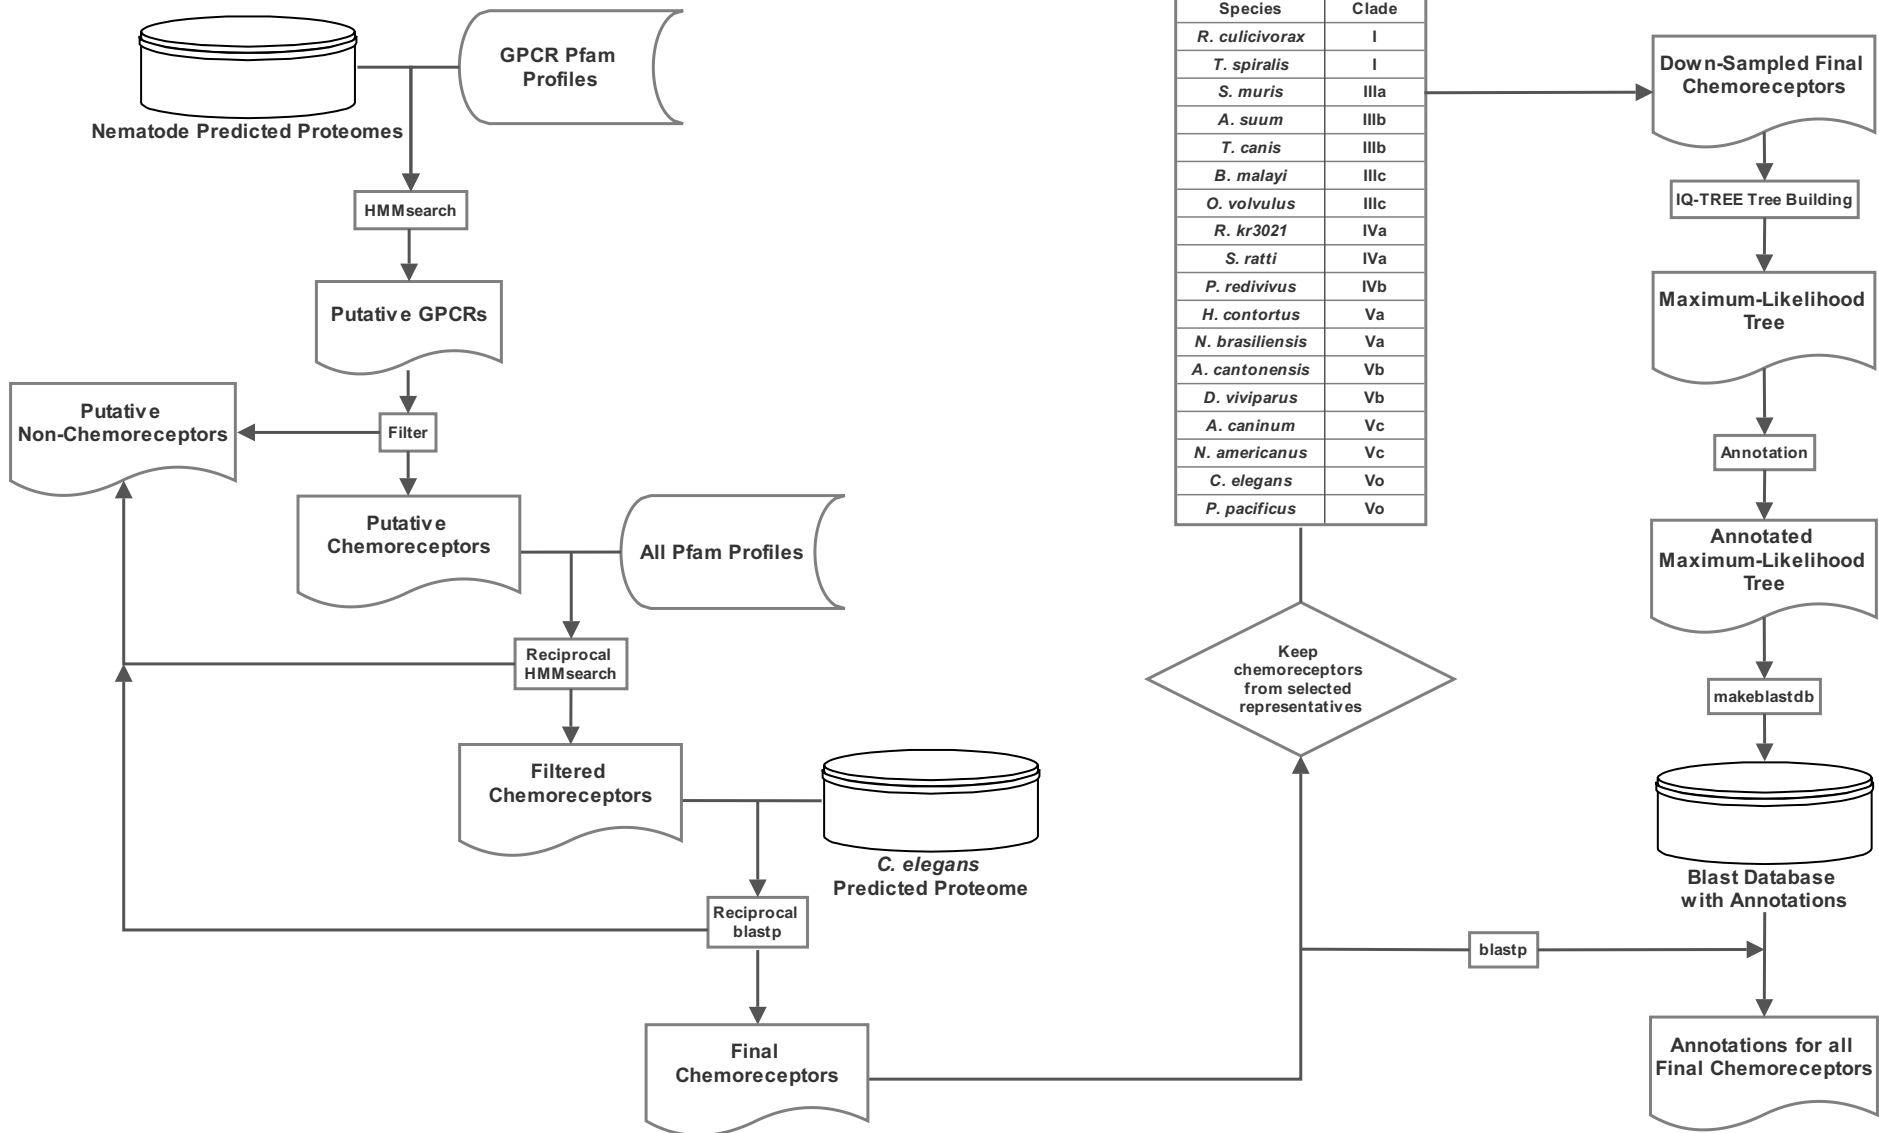 GPCR Pfam
Profiles
Nematode Predicted Proteomes
HMMsearch
Putative GPCRs
Putative
Non-Chemoreceptors
Filter
Putative
Chemoreceptors
All Pfam Profiles
Reciprocal
HMMsearch
Filtered
Chemoreceptors
C. elegans
Predicted Proteome
Reciprocal
blastp
Final
Chemoreceptors
Species Clade
R. culicivorax I
T. spiralis I
S. muris IIIa
A. suum IIIb
T. canis IIIb
B. malayi IIIc
O. volvulus IIIc
R. kr3021 IVa
S. ratti IVa
P. redivivus IVb
H. contortus Va
N. brasiliensis Va
A. cantonensis Vb
D. viviparus Vb
A. caninum Vc
N. americanus Vc
C. elegans Vo
P. pacificus Vo
Keep
chemoreceptors
from selected
representatives
blastp
Down-Sampled Final
Chemoreceptors
IQ-TREE Tree Building
Maximum-Likelihood
Tree
Annotation
Annotated
Maximum-Likelihood
Tree
makeblastdb
Blast Database
with Annotations
Annotations for all
Final Chemoreceptors